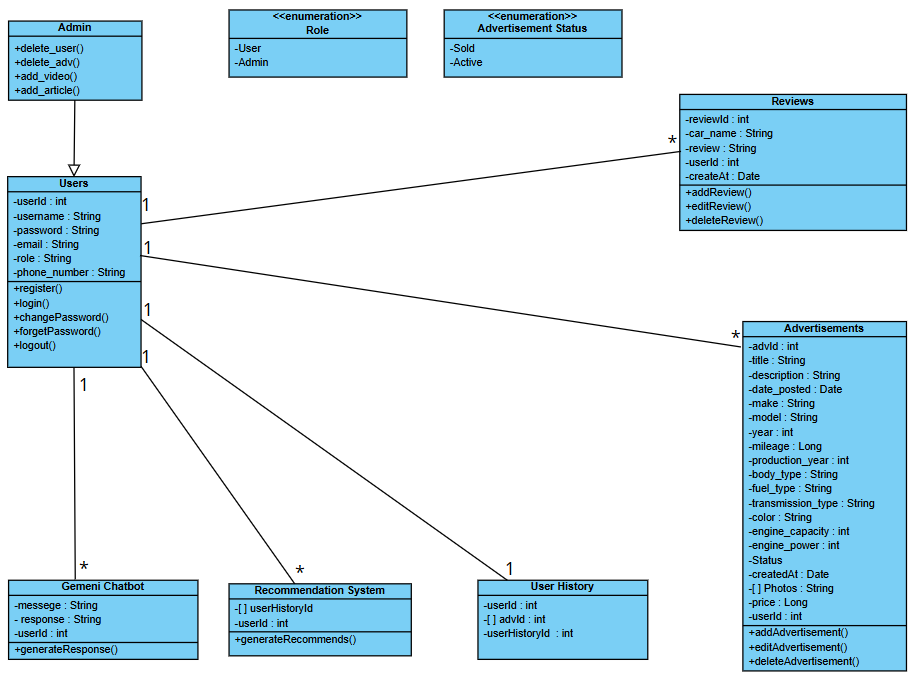 Admin
+delete_user()
+delete_adv()
+add_video()
+add_article()
<<enumeration>>
Role
-User
-Admin
<<enumeration>>
Advertisement Status
-Sold
-Active
Reviews
-reviewId : int
-car_name : String
-review : String
-userId : int
-createAt : Date
+addReview()
+editReview()
+deleteReview()
*
Users
-userId : int
-username : String
-password : String
-email : String
-role : String
-phone_number : String
+register()
+login()
+changePassword()
+forgetPassword()
+logout()
1
1
1
1
1
*
Advertisements
-advId : int
-title : String
-description : String
-date_posted : Date
-make : String
-model : String
-year : int
-mileage : Long
-production_year : int
-body_type : String
-fuel_type : String
-transmission_type : String
-color : String
-engine_capacity : int
-engine_power : int
-Status
-createdAt : Date
-[ ] Photos : String
-price : Long
-userId : int
+addAdvertisement()
+editAdvertisement()
+deleteAdvertisement()
*
Gemeni Chatbot
-messege : String
- response : String
-userId : int
+generateResponse()
*
Recommendation System
-[ ] userHistoryId
-userId : int
+generateRecommends()
1
User History
-userId : int
-[ ] advId : int
-userHistoryId : int